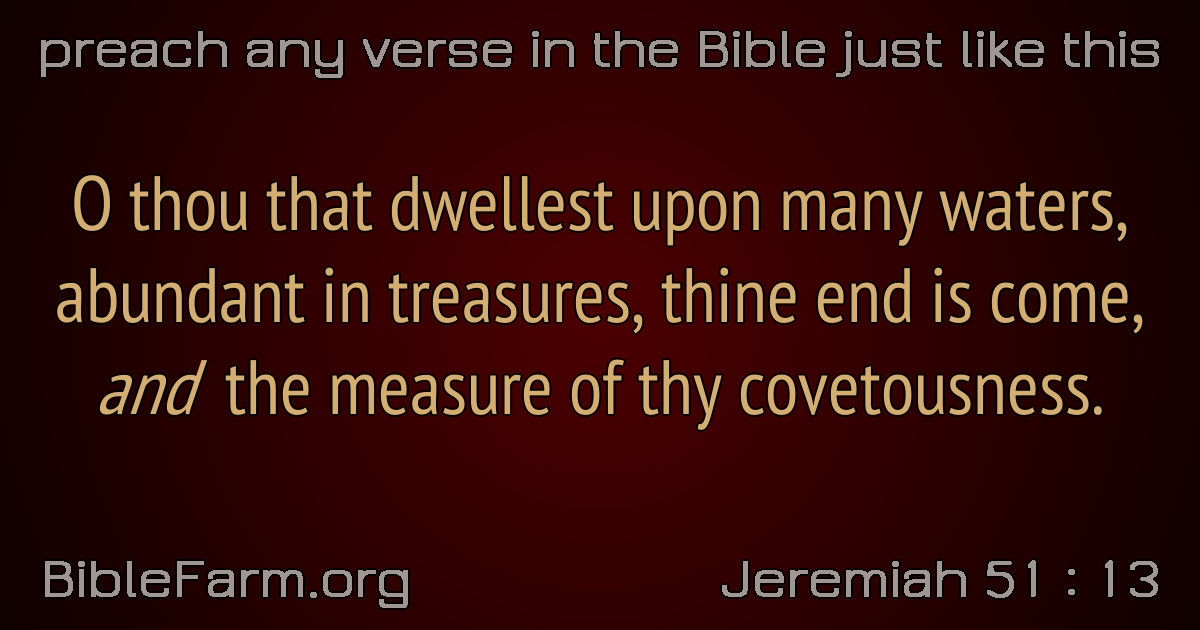 preach any verse in the Bible just like this
O thou that dwellest upon many waters,
abundant in treasures, thine end is come,
and the measure of thy covetousness.
BibleFarm.org
Jeremiah 51 : 13